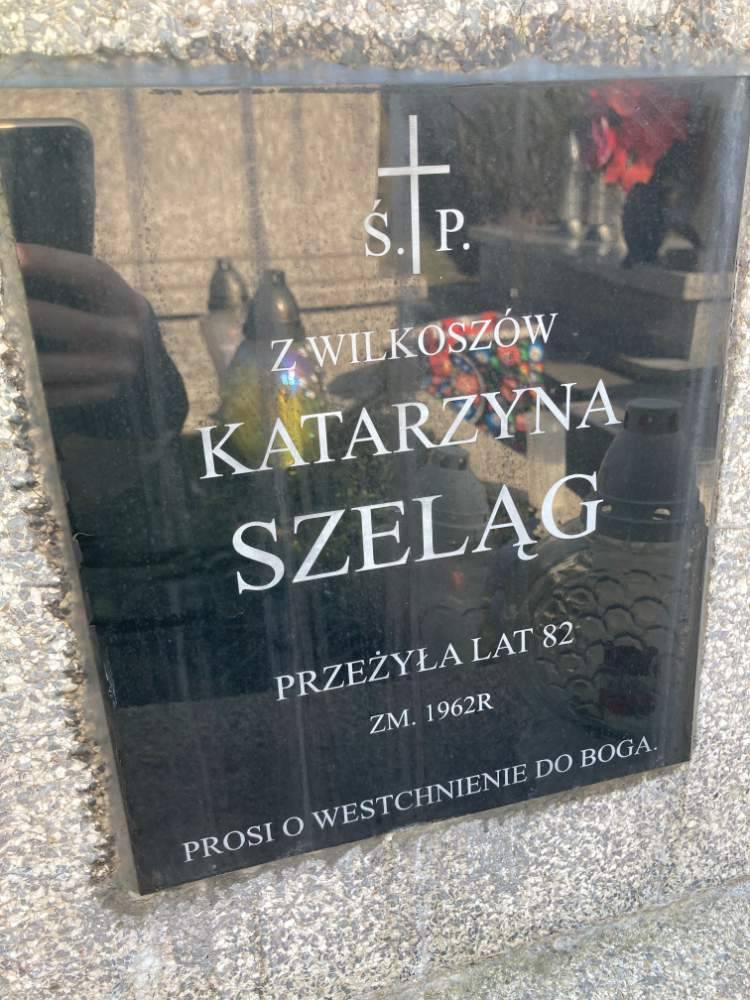 Ś. P.
Z WILKOSZÓW
KATARZYNA
SZELĄG
PRZEŻYŁA LAT 82
ZM. 1962R
PROSI O WESTCHNIENIE DO BOGA.